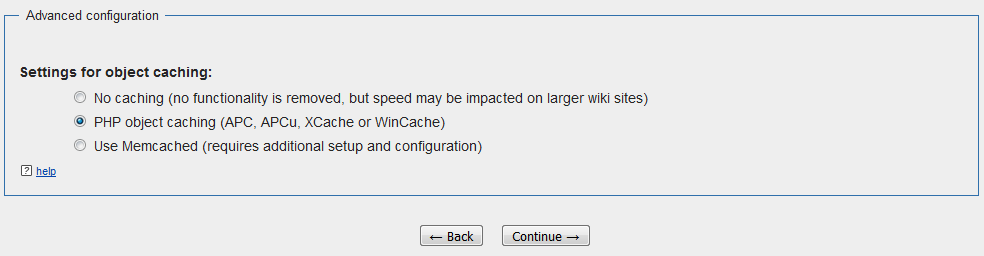 Advanced configuration
Settings for object caching:
No caching (no functionality is removed, but speed may be impacted on larger wiki sites)
PHP object caching (APC, APCu, XCache or WinCache)
Use Memcached (requires additional setup and configuration)
? help
← Back Continue →